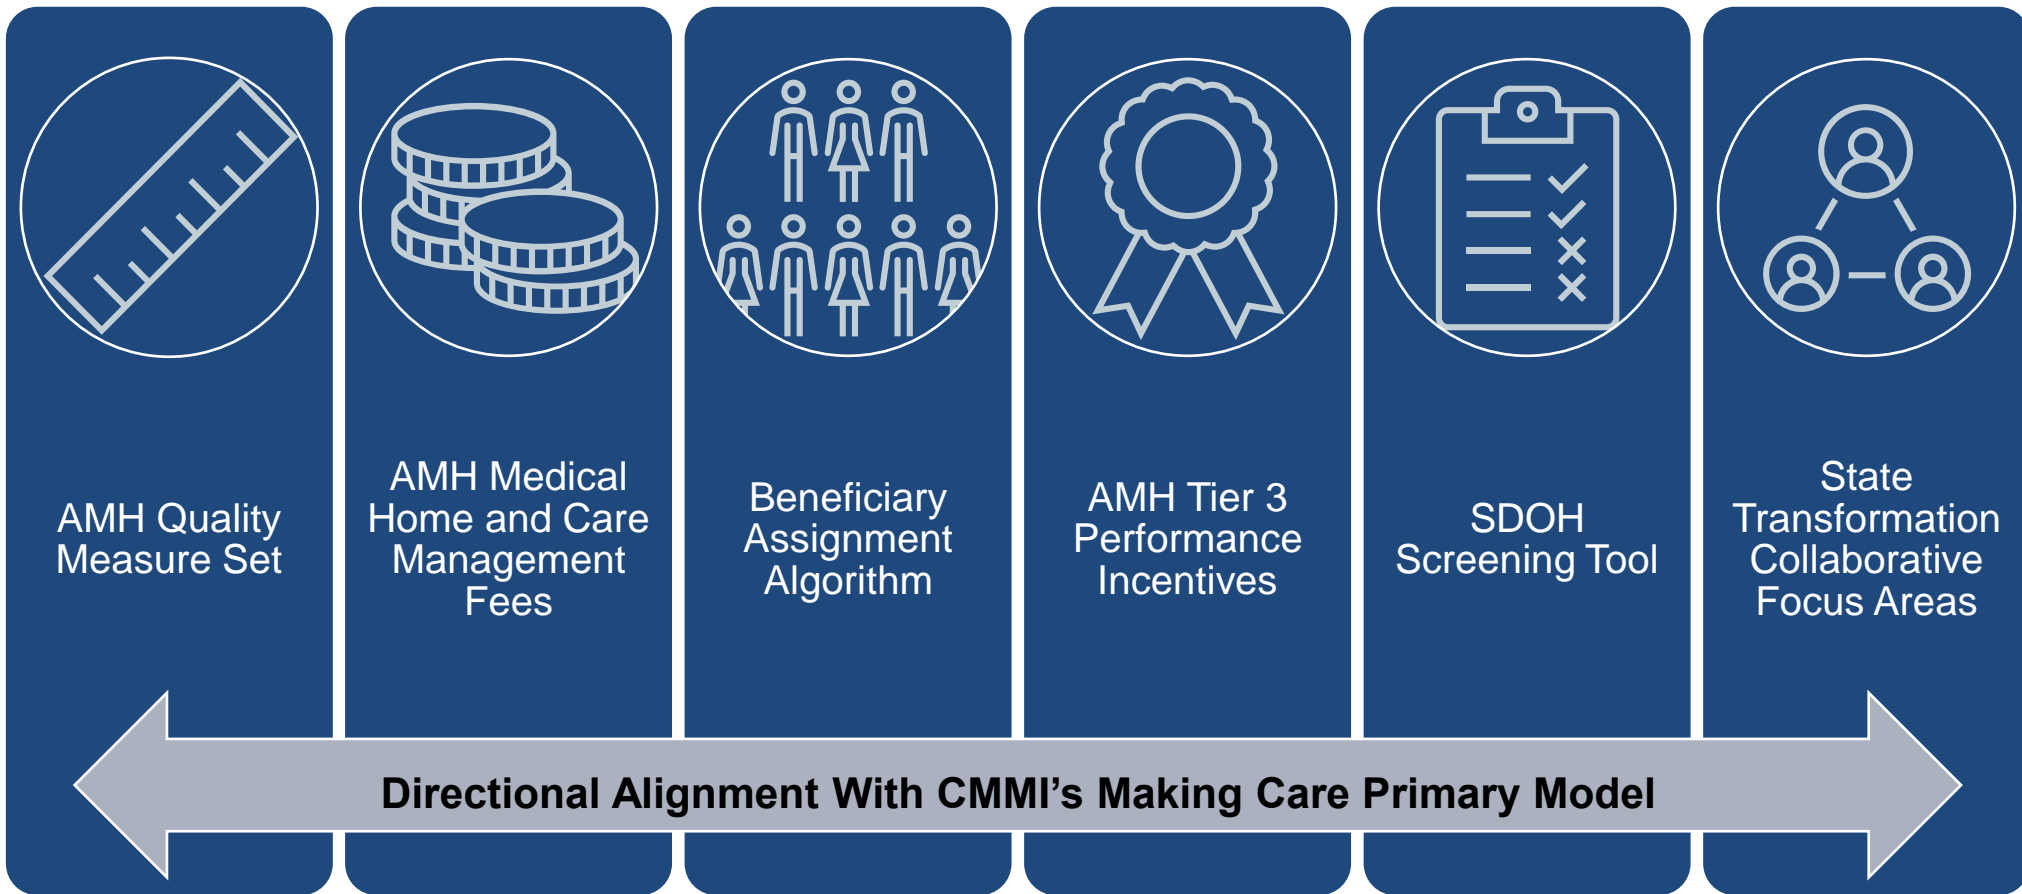 AMH Quality
Measure Set
AMH Medical
Home and Care
Management
Fees
Beneficiary
Assignment
Algorithm
AMH Tier 3
Performance
Incentives
SDOH
Screening Tool
State
Transformation
Collaborative
Focus Areas
Directional Alignment With CMMI’s Making Care Primary Model